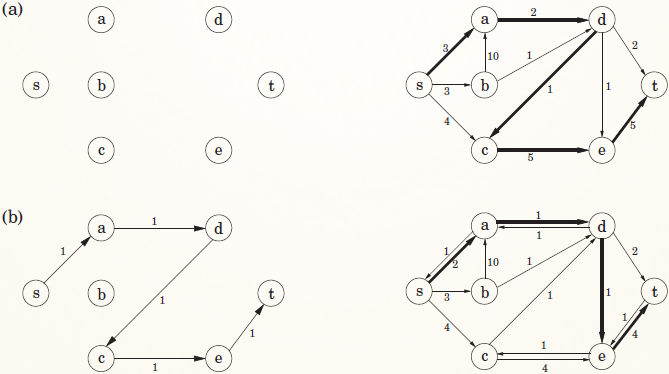 (a)
a d
s b t
c e
a 2 d
3 10 1 2
s 3 b t
4 1 1 5
c 5 e
(b)
a 1 d
1
s b t
1 1
c 1 e
a 1 d
1 1
2 10 1 2
s 3 b 1 t
4 1 1 4
c 1 e
4